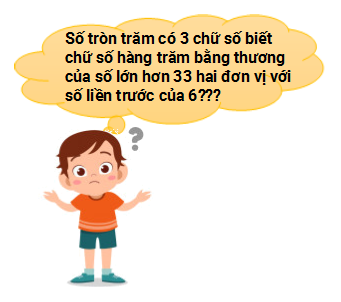 Số tròn trăm có 3 chữ số biết
chữ số hàng trăm bằng thương
của số lớn hơn 33 hai đơn vị với
số liền trước của 6???
?